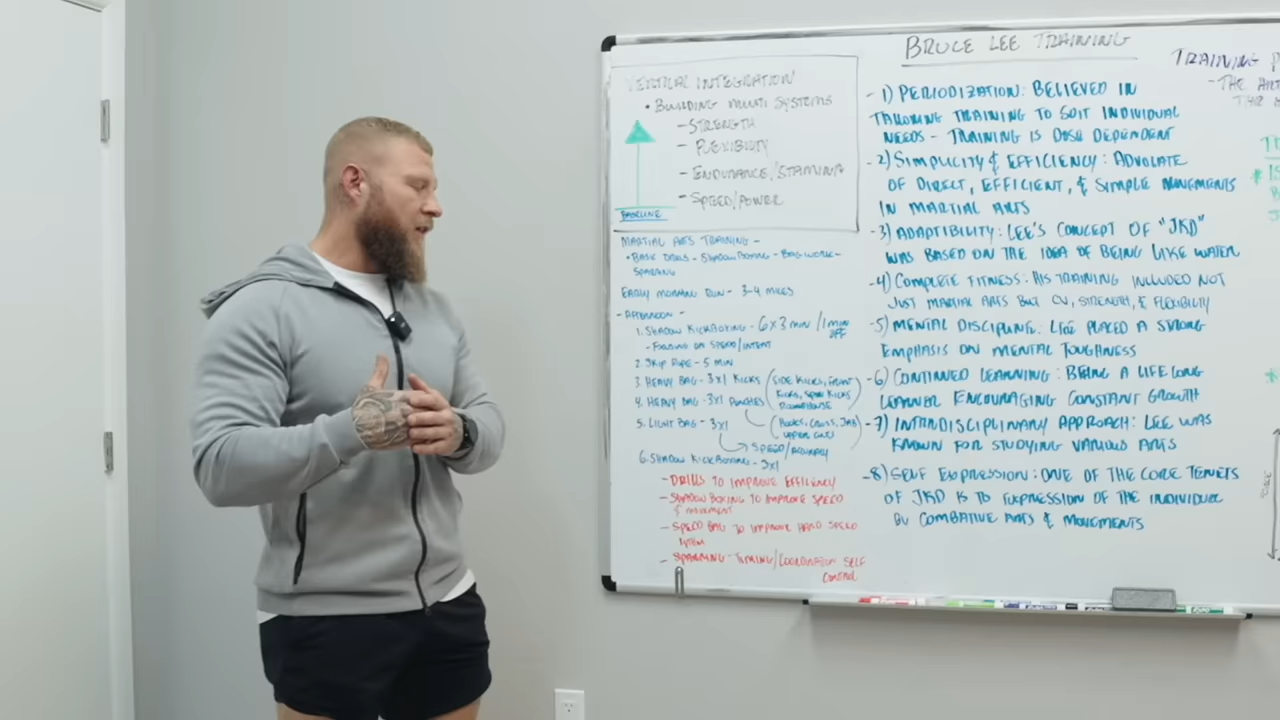 BRUCE LEE TRAINING
VERTICAL INTEGRATION
• BUILDING MULTI SYSTEMS
- STRENGTH
- FLEXIBILITY
- ENDURANCE/STAMINA
- SPEED/POWER
BASELINE
MARTIAL ARTS TRAINING -
• BASIC DRILLS - SHADOW BOXING - BAG WORK -
SPARRING
EARLY MORNING RUN - 3-4 MILES
- AFTERNOON -
1. SHADOW KICKBOXING - 6 x 3 MIN / 1 MIN
OFF
- FOCUSING ON SPEED/INTENT
2. SKIP ROPE - 5 MIN
3. HEAVY BAG - 3x1 KICKS (SIDE KICKS, FRONT
KICKS, SPIN KICKS
ROUNDHOUSE)
4. HEAVY BAG - 3x1 PUNCHES
(HOOKS, CROSS, JAB,
UPPER CUT)
5. LIGHT BAG - 3x1
SPEED/ACCURACY
6. SHADOW KICKBOXING - 3x1
- DRILLS TO IMPROVE EFFICIENCY
- SHADOW BOXING TO IMPROVE SPEED
& MOVEMENT
- SPEED BAG TO IMPROVE HAND SPEED
- SPARRING - TIMING/COORDINATION SELF
CONTROL
- 1) PERIODIZATION: BELIEVED IN
TAILORING TRAINING TO SUIT INDIVIDUAL
NEEDS - TRAINING IS DOSE DEPENDENT
- 2) SIMPLICITY & EFFICIENCY: ADVOCATE
OF DIRECT, EFFICIENT, & SIMPLE MOVEMENTS
IN MARTIAL ARTS
- 3) ADAPTIBILITY: LEE'S CONCEPT OF "JKD"
WAS BASED ON THE IDEA OF BEING LIKE WATER
- 4) COMPLETE FITNESS: HIS TRAINING INCLUDED NOT
JUST MARTIAL ARTS BUT CV, STRENGTH, & FLEXIBILITY
- 5) MENTAL DISCIPLINE: LEE PLACED A STRONG
EMPHASIS ON MENTAL TOUGHNESS
- 6) CONTINUED LEARNING: BEING A LIFE LONG
LEARNER ENCOURAGING CONSTANT GROWTH
- 7) INTRADISCIPLINARY APPROACH: LEE WAS
KNOWN FOR STUDYING VARIOUS ARTS
- 8) SELF EXPRESSION: ONE OF THE CORE TENETS
OF JKD IS TO EXPRESSION OF THE INDIVIDUAL
BY COMBATIVE ARTS & MOVEMENTS
TRAINING
- THE